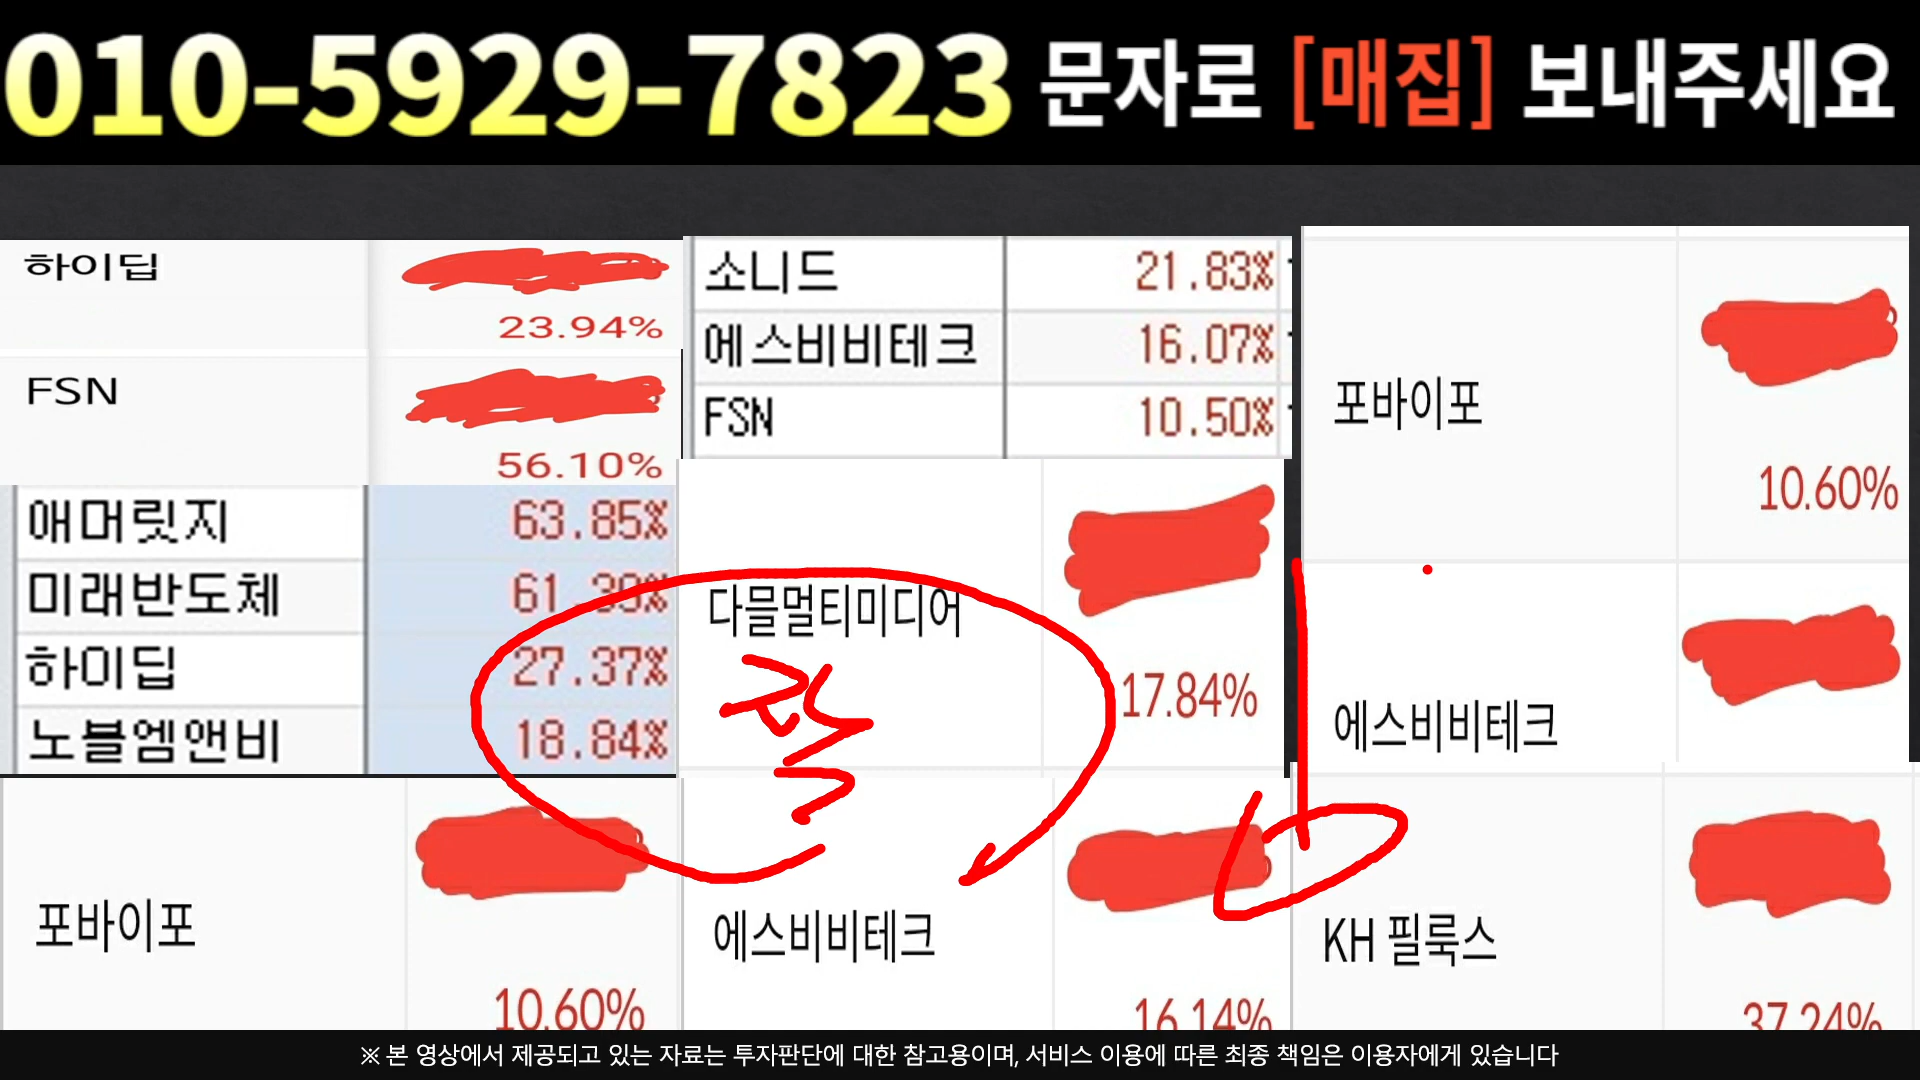 010-5929-7823 문자로 [매집] 보내주세요
하이딥
23.94%
FSN
56.10%
애머릿지 63.85%
미래반도체 61.39%
하이딥 27.37%
노블엠앤비 18.84%
소니드 21.83%
에스비비테크 16.07%
FSN 10.50%
다믈멀티미디어
17.84%
포바이포
10.60%
에스비비테크
포바이포
10.60%
에스비비테크
16.14%
KH 필룩스
37.24%
※ 본 영상에서 제공되고 있는 자료는 투자판단에 대한 참고용이며, 서비스 이용에 따른 최종 책임은 이용자에게 있습니다